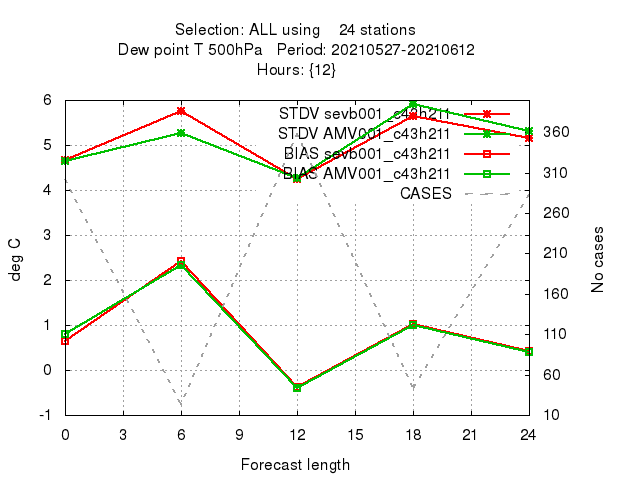 Selection: ALL using 24 stations
Dew point T 500hPa Period: 20210527-20210612
Hours: {12}
STDV sevb001_c43h211
STDV AMV001_c43h211
BIAS sevb001_c43h211
BIAS AMV001_c43h211
CASES
6
5
4
3
2
1
0
-1
deg C
360
310
260
210
160
110
60
10
No cases
0 3 6 9 12 15 18 21 24
Forecast length